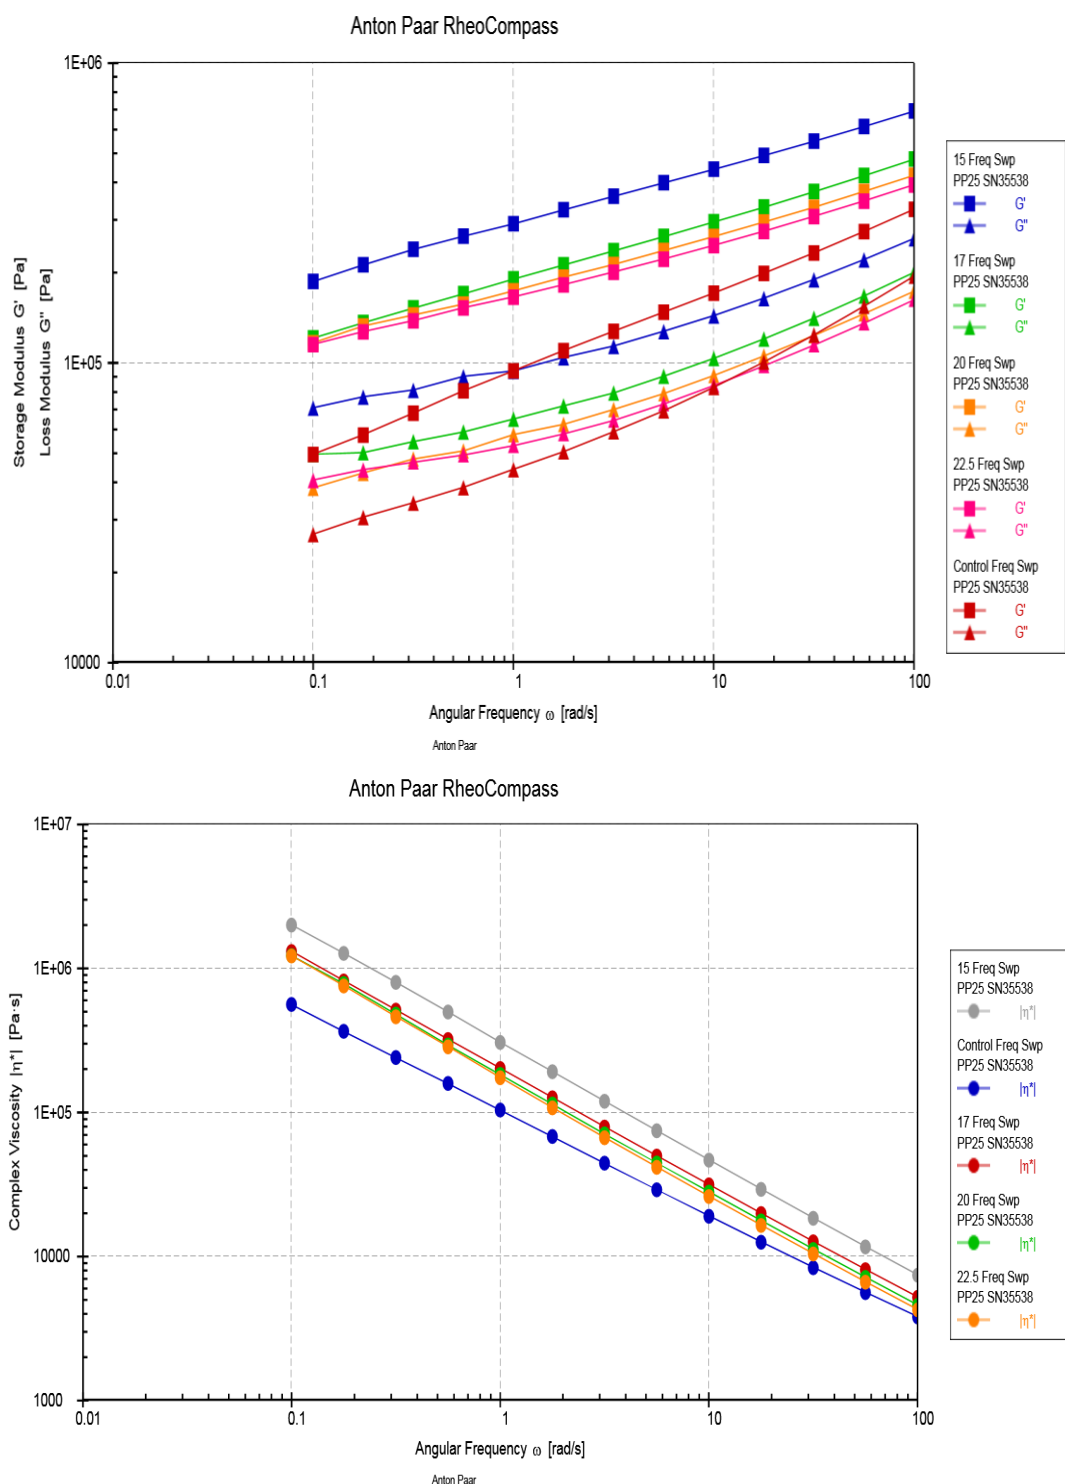 Anton Paar RheoCompass
1E+06
1E+05
10000
Storage Modulus G' [Pa]
Loss Modulus G'' [Pa]
0.01
0.1
1
10
100
Angular Frequency ω [rad/s]
Anton Paar
15 Freq Swp
PP25 SN35538
G'
G''
17 Freq Swp
PP25 SN35538
G'
G''
20 Freq Swp
PP25 SN35538
G'
G''
22.5 Freq Swp
PP25 SN35538
G'
G''
Control Freq Swp
PP25 SN35538
G'
G''
Anton Paar RheoCompass
1E+07
1E+06
1E+05
10000
1000
Complex Viscosity |η*| [Pa·s]
0.01
0.1
1
10
100
Angular Frequency ω [rad/s]
Anton Paar
15 Freq Swp
PP25 SN35538
|η*|
Control Freq Swp
PP25 SN35538
|η*|
17 Freq Swp
PP25 SN35538
|η*|
20 Freq Swp
PP25 SN35538
|η*|
22.5 Freq Swp
PP25 SN35538
|η*|